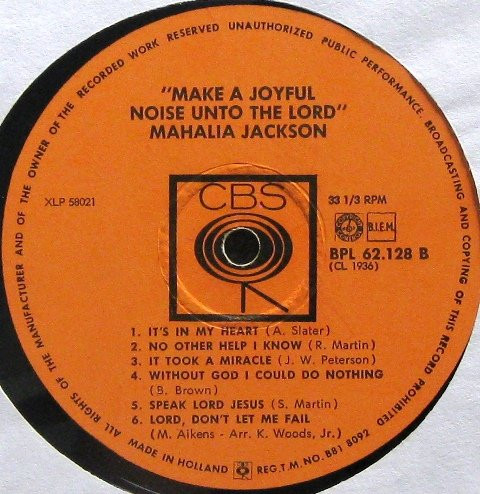 ALL RIGHTS OF THE MANUFACTURER AND OF THE OWNER OF THE RECORDED WORK RESERVED UNAUTHORIZED PUBLIC PERFORMANCE BROADCASTING AND COPYING OF THIS RECORD PROHIBITED
"MAKE A JOYFUL
NOISE UNTO THE LORD"
MAHALIA JACKSON
XLP 58021
CBS
33 1/3 RPM
B.I.E.M.
BPL 62.128 B
(CL 1936)
1. IT'S IN MY HEART (A. Slater)
2. NO OTHER HELP I KNOW (R. Martin)
3. IT TOOK A MIRACLE (J. W. Peterson)
4. WITHOUT GOD I COULD DO NOTHING
(B. Brown)
5. SPEAK LORD JESUS (S. Martin)
6. LORD, DON'T LET ME FAIL
(M. Aikens - Arr. K. Woods, Jr.)
MADE IN HOLLAND REG.T.M.NO. BB1 8092